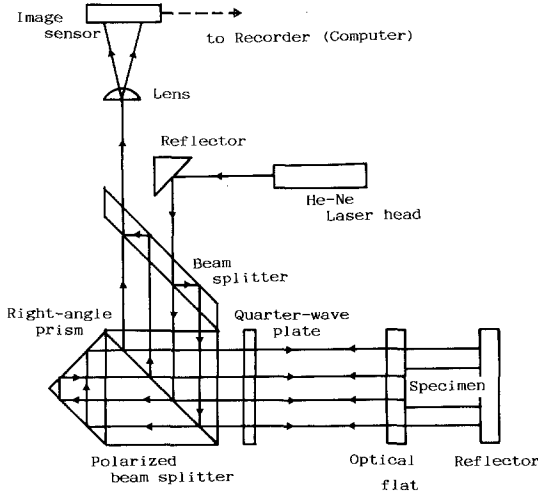 Image
sensor
to Recorder (Computer)
Lens
Reflector
He-Ne
Laser head
Beam
splitter
Right-angle
prism
Quarter-wave
plate
Specimen
Polarized
beam splitter
Optical
flat
Reflector